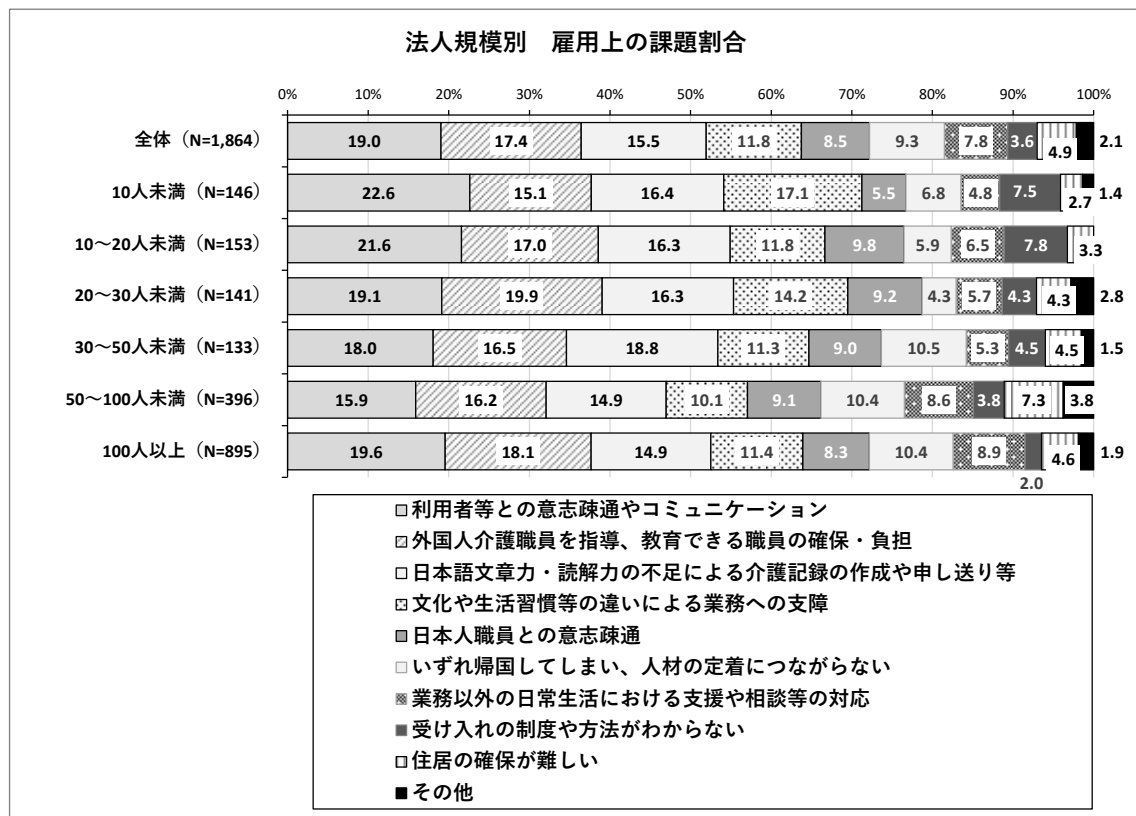 法人規模別　雇用上の課題割合
0% 10% 20% 30% 40% 50% 60% 70% 80% 90% 100%
全体（N=1,864） 19.0 17.4 15.5 11.8 8.5 9.3 7.8 3.6 4.9 2.1
10人未満（N=146） 22.6 15.1 16.4 17.1 5.5 6.8 4.8 7.5 2.7 1.4
10～20人未満（N=153） 21.6 17.0 16.3 11.8 9.8 5.9 6.5 7.8 3.3
20～30人未満（N=141） 19.1 19.9 16.3 14.2 9.2 4.3 5.7 4.3 4.3 2.8
30～50人未満（N=133） 18.0 16.5 18.8 11.3 9.0 10.5 5.3 4.5 4.5 1.5
50～100人未満（N=396） 15.9 16.2 14.9 10.1 9.1 10.4 8.6 3.8 7.3 3.8
100人以上（N=895） 19.6 18.1 14.9 11.4 8.3 10.4 8.9 2.0 4.6 1.9
利用者等との意志疎通やコミュニケーション
外国人介護職員を指導、教育できる職員の確保・負担
日本語文章力・読解力の不足による介護記録の作成や申し送り等
文化や生活習慣等の違いによる業務への支障
日本人職員との意志疎通
いずれ帰国してしまい、人材の定着につながらない
業務以外の日常生活における支援や相談等の対応
受け入れの制度や方法がわからない
住居の確保が難しい
その他